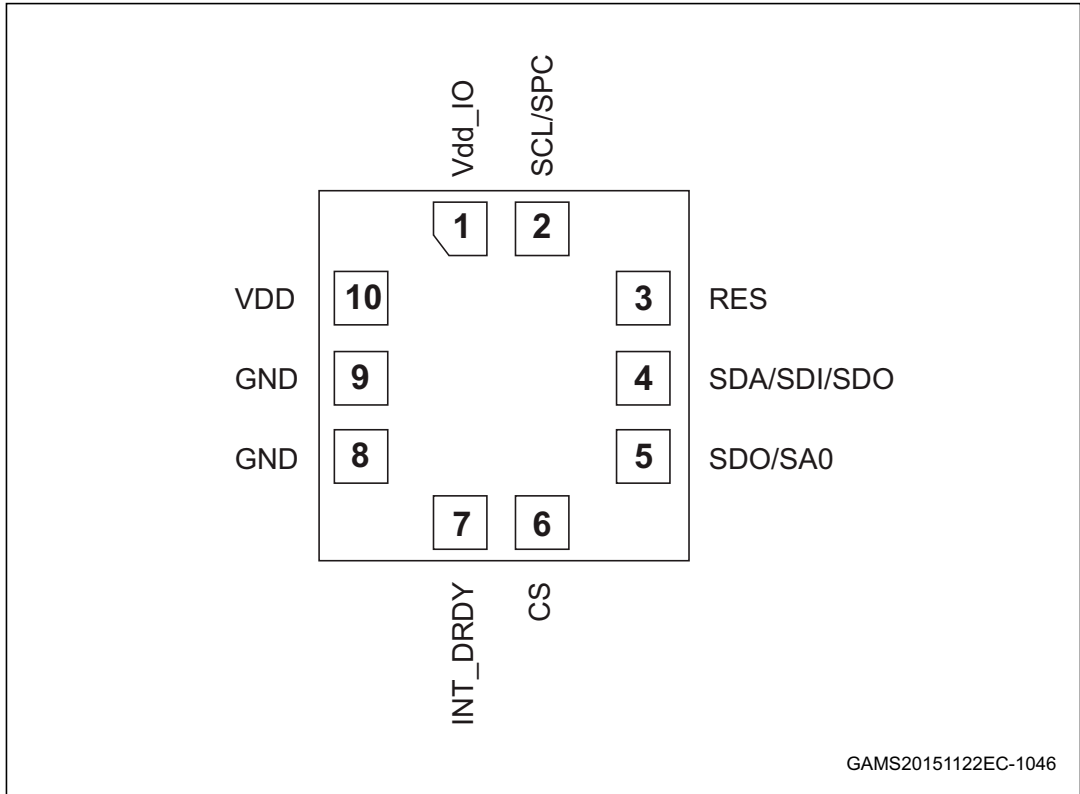 Vdd_IO
SCL/SPC
1
2
VDD
10
3
RES
GND
9
4
SDA/SDI/SDO
GND
8
5
SDO/SA0
7
6
INT_DRDY
CS
GAMS20151122EC-1046